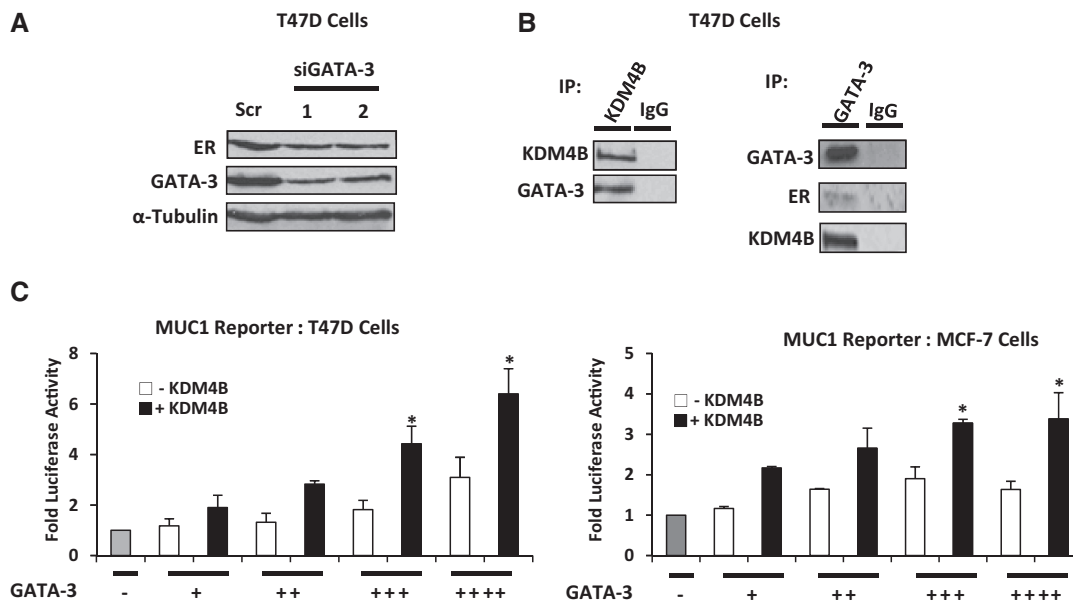 A
T47D Cells
siGATA-3
Scr 1 2
ER
GATA-3
α-Tubulin
B
T47D Cells
IP: KDM4B IgG
KDM4B
GATA-3
IP: GATA-3 IgG
GATA-3
ER
KDM4B
C
MUC1 Reporter : T47D Cells
Fold Luciferase Activity
8
6
4
2
0
- KDM4B
+ KDM4B
* *
GATA-3 - + ++ +++ ++++
MUC1 Reporter : MCF-7 Cells
Fold Luciferase Activity
5
4
3
2
1
0
- KDM4B
+ KDM4B
* *
GATA-3 - + ++ +++ ++++